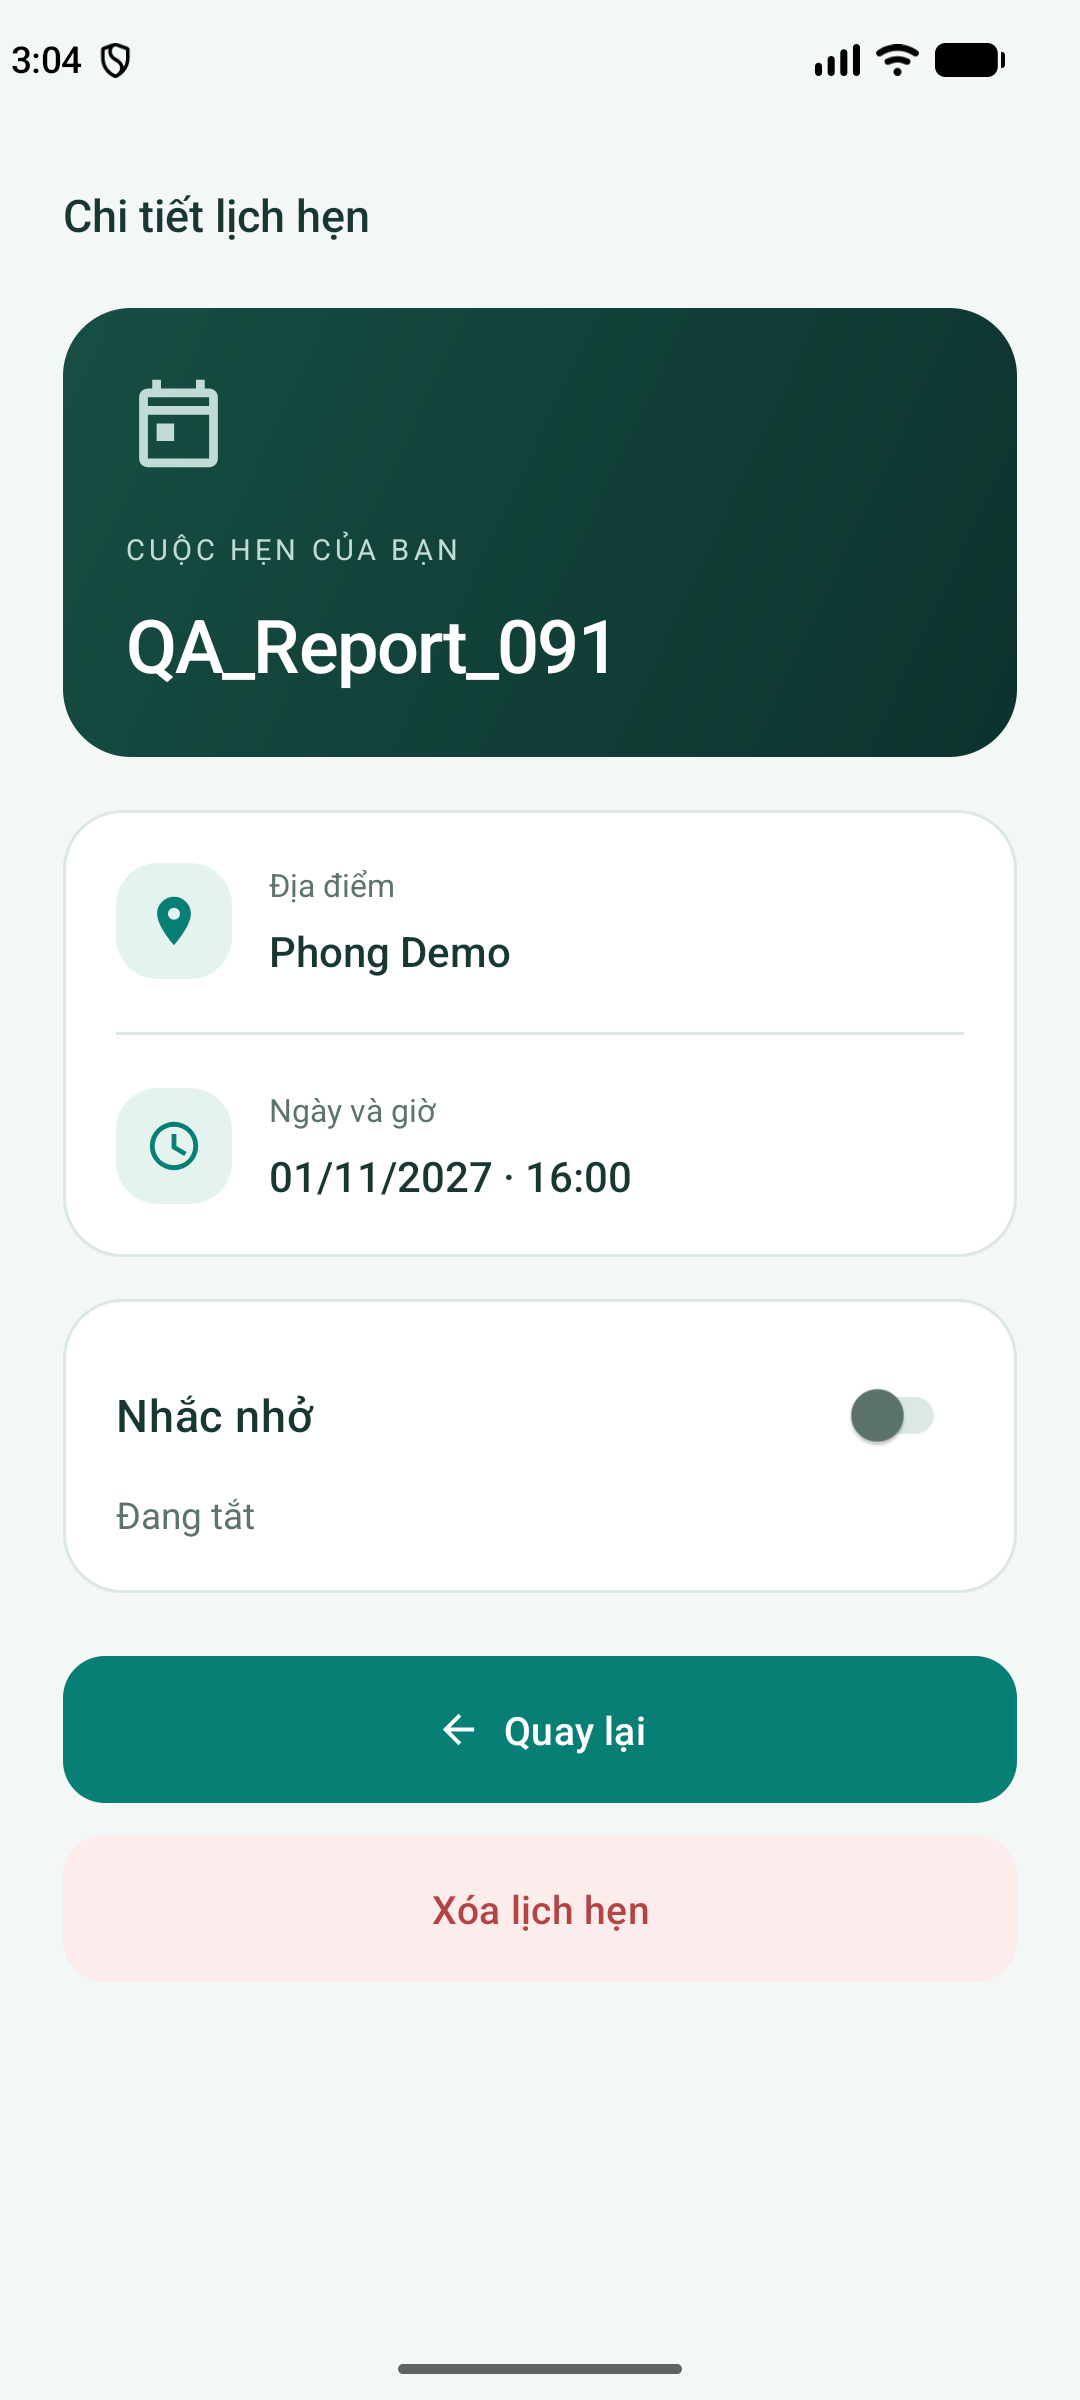 3:04
Chi tiết lịch hẹn
CUỘC HẸN CỦA BẠN
QA_Report_091
Địa điểm
Phong Demo
Ngày và giờ
01/11/2027 · 16:00
Nhắc nhở
Đang tắt
Quay lại
Xóa lịch hẹn